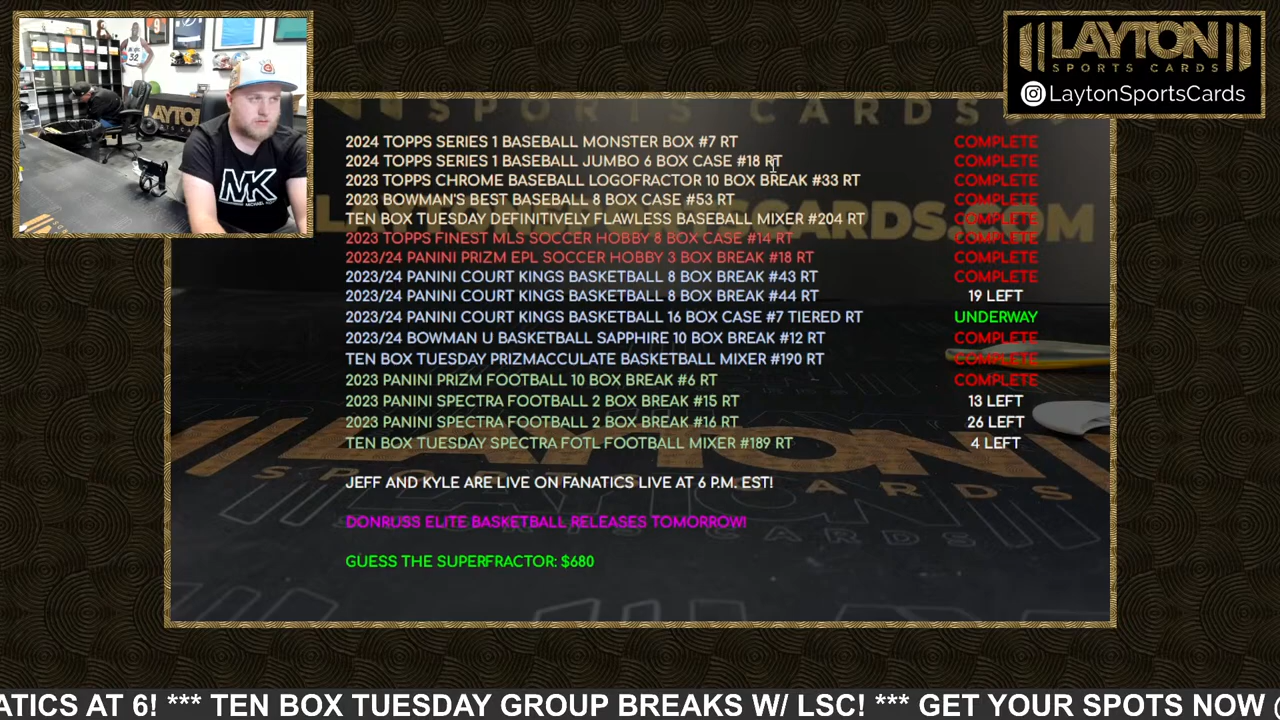 LAYTON
SPORTS CARDS
LaytonSportsCards
SPORTS CARDS
2024 TOPPS SERIES 1 BASEBALL MONSTER BOX #7 RT COMPLETE
2024 TOPPS SERIES 1 BASEBALL JUMBO 6 BOX CASE #18 RT COMPLETE
2023 TOPPS CHROME BASEBALL LOGOFRACTOR 10 BOX BREAK #33 RT COMPLETE
2023 BOWMAN'S BEST BASEBALL 8 BOX CASE #53 RT COMPLETE
TEN BOX TUESDAY DEFINITIVELY FLAWLESS BASEBALL MIXER #204 RT COMPLETE
2023 TOPPS FINEST MLS SOCCER HOBBY 8 BOX CASE #14 RT COMPLETE
2023/24 PANINI PRIZM EPL SOCCER HOBBY 3 BOX BREAK #18 RT COMPLETE
2023/24 PANINI COURT KINGS BASKETBALL 8 BOX BREAK #43 RT COMPLETE
2023/24 PANINI COURT KINGS BASKETBALL 8 BOX BREAK #44 RT 19 LEFT
2023/24 PANINI COURT KINGS BASKETBALL 16 BOX CASE #7 TIERED RT UNDERWAY
2023/24 BOWMAN U BASKETBALL SAPPHIRE 10 BOX BREAK #12 RT COMPLETE
TEN BOX TUESDAY PRIZMACCULATE BASKETBALL MIXER #190 RT COMPLETE
2023 PANINI PRIZM FOOTBALL 10 BOX BREAK #6 RT COMPLETE
2023 PANINI SPECTRA FOOTBALL 2 BOX BREAK #15 RT 13 LEFT
2023 PANINI SPECTRA FOOTBALL 2 BOX BREAK #16 RT 26 LEFT
TEN BOX TUESDAY SPECTRA FOTL FOOTBALL MIXER #189 RT 4 LEFT
JEFF AND KYLE ARE LIVE ON FANATICS LIVE AT 6 P.M. EST!
DONRUSS ELITE BASKETBALL RELEASES TOMORROW!
GUESS THE SUPERFRACTOR: $680
LAYTON
MK
32
ATICS AT 6! *** TEN BOX TUESDAY GROUP BREAKS W/ LSC! *** GET YOUR SPOTS NOW